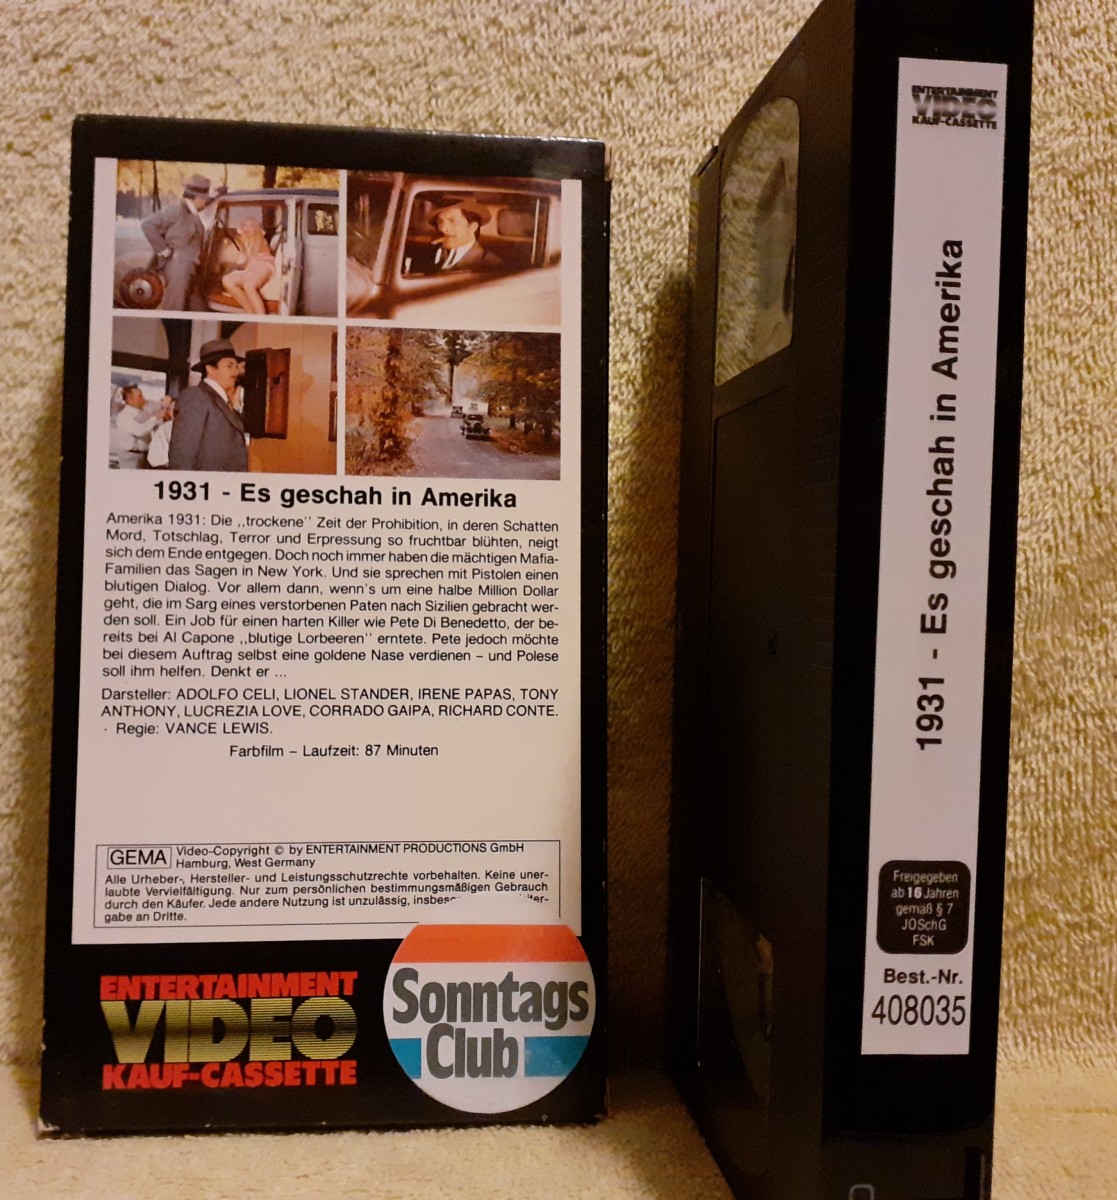 1931 - Es geschah in Amerika
Amerika 1931: Die ,,trockene'' Zeit der Prohibition, in deren Schatten
Mord, Totschlag, Terror und Erpressung so fruchtbar blühten, neigt
sich dem Ende entgegen. Doch noch immer haben die mächtigen Mafia-
Familien das Sagen in New York. Und sie sprechen mit Pistolen einen
blutigen Dialog. Vor allem dann, wenn's um eine halbe Million Dollar
geht, die im Sarg eines verstorbenen Paten nach Sizilien gebracht wer-
den soll. Ein Job für einen harten Killer wie Pete Di Benedetto, der be-
reits bei Al Capone ,,blutige Lorbeeren'' erntete. Pete jedoch möchte
bei diesem Auftrag selbst eine goldene Nase verdienen – und Polese
soll ihm helfen. Denkt er ...
Darsteller: ADOLFO CELI, LIONEL STANDER, IRENE PAPAS, TONY
ANTHONY, LUCREZIA LOVE, CORRADO GAIPA, RICHARD CONTE.
· Regie: VANCE LEWIS.
Farbfilm – Laufzeit: 87 Minuten
GEMA
Video-Copyright © by ENTERTAINMENT PRODUCTIONS GmbH
Hamburg, West Germany
Alle Urheber-, Hersteller- und Leistungsschutzrechte vorbehalten. Keine uner-
laubte Vervielfältigung. Nur zum persönlichen bestimmungsmäßigen Gebrauch
durch den Käufer. Jede andere Nutzung ist unzulässig, insbes
gabe an Dritte.
ENTERTAINMENT
VIDEO
KAUF-CASSETTE
Sonntags
Club
ENTERTAINMENT
VIDEO
KAUF-CASSETTE
1931 - Es geschah in Amerika
Freigegeben
ab 16 Jahren
gemäß § 7
JÖSchG
FSK
Best.-Nr.
408035